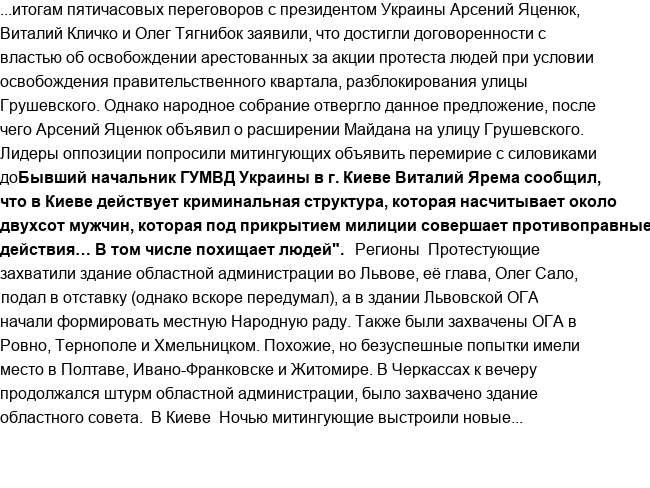 ...итогам пятичасовых переговоров с президентом Украины Арсений Яценюк,
Виталий Кличко и Олег Тягнибок заявили, что достигли договоренности с
властью об освобождении арестованных за акции протеста людей при условии
освобождения правительственного квартала, разблокирования улицы
Грушевского. Однако народное собрание отвергло данное предложение, после
чего Арсений Яценюк объявил о расширении Майдана на улицу Грушевского.
Лидеры оппозиции попросили митингующих объявить перемирие с силовиками
доБывший начальник ГУМВД Украины в г. Киеве Виталий Ярема сообщил,
что в Киеве действует криминальная структура, которая насчитывает около
двухсот мужчин, которая под прикрытием милиции совершает противоправные
действия… В том числе похищает людей".  Регионы  Протестующие
захватили здание областной администрации во Львове, её глава, Олег Сало,
подал в отставку (однако вскоре передумал), а в здании Львовской ОГА
начали формировать местную Народную раду. Также были захвачены ОГА в
Ровно, Тернополе и Хмельницком. Похожие, но безуспешные попытки имели
место в Полтаве, Ивано-Франковске и Житомире. В Черкассах к вечеру
продолжался штурм областной администрации, было захвачено здание
областного совета.  В Киеве  Ночью митингующие выстроили новые...